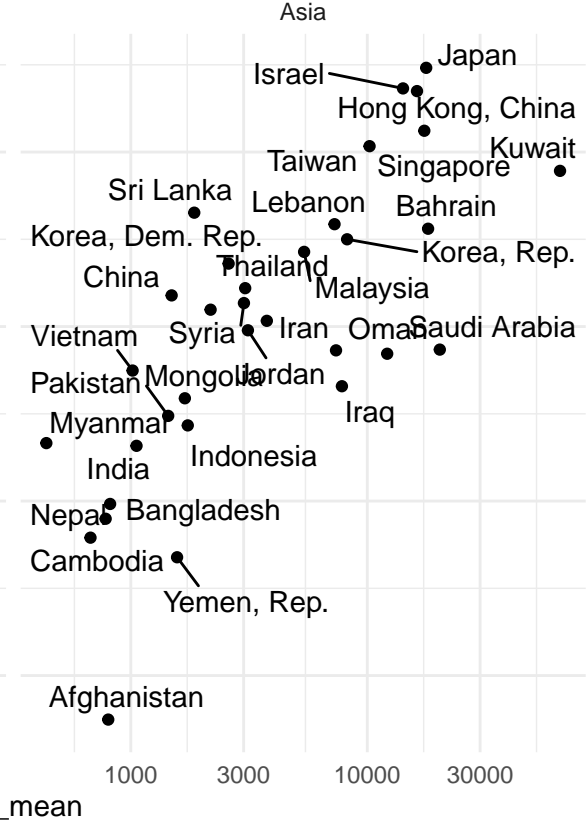 Asia
Japan
Israel
Hong Kong, China
Kuwait
Taiwan
Singapore
Sri Lanka
Lebanon
Bahrain
Korea, Dem. Rep.
Korea, Rep.
Thailand
China
Malaysia
Syria
Iran
Oman
Saudi Arabia
Vietnam
Pakistan
Mongolia
Jordan
Iraq
Myanmar
Indonesia
India
Nepal
Bangladesh
Cambodia
Yemen, Rep.
Afghanistan
1000 3000 10000 30000
_mean